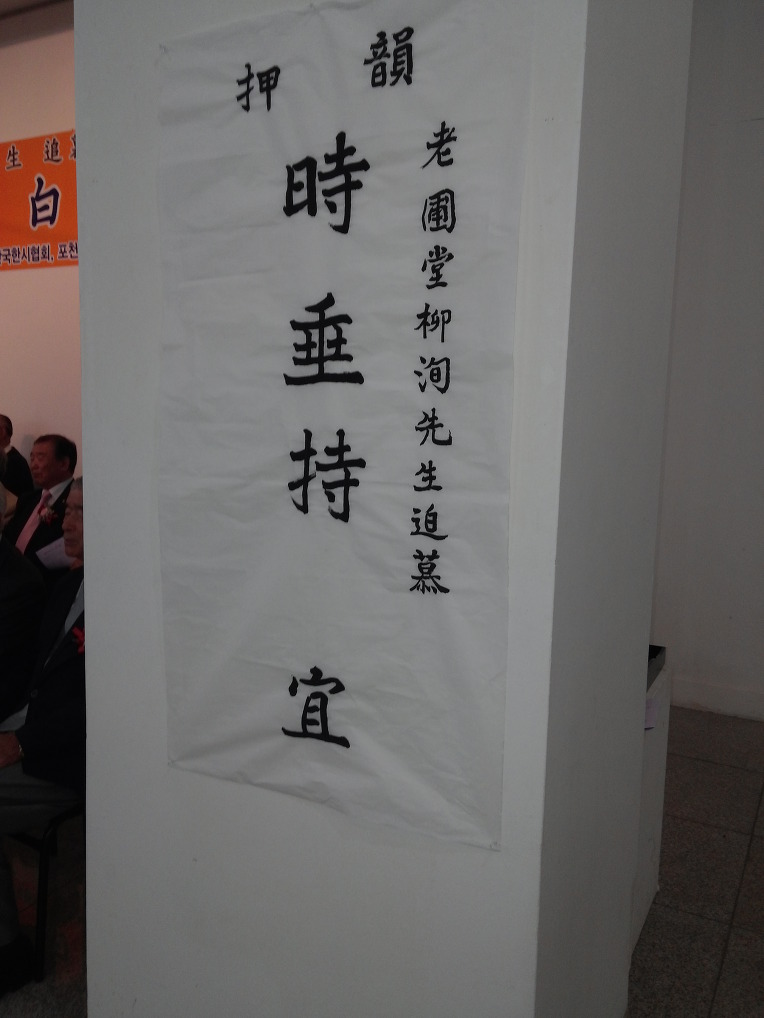 押 韻
老圃堂柳洵先生追慕
時垂持 宜
生 追
白
국한시협회, 포천